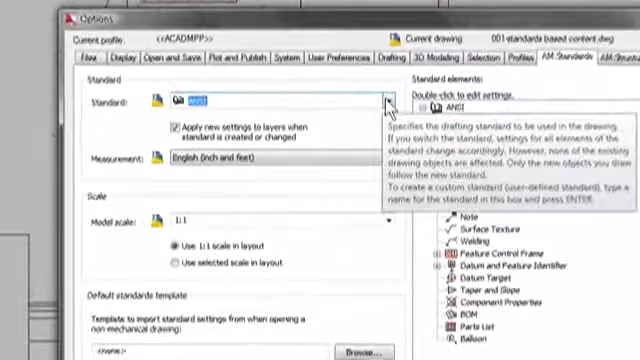 Options
Current profile: <<ACADMPP>> Current drawing: 001 standards based content.dwg
Files Display Open and Save Plot and Publish System User Preferences Drafting 3D Modeling Selection Profiles AM:Standards AM:Structu
Standard
Standard: ANSI
Apply new settings to layers when
standard is created or changed
Measurement: English (inch and feet)
Scale
Model scale: 1:1
Use 1:1 scale in layout
Use selected scale in layout
Default standards template
Template to import standard settings from when opening a
non mechanical drawing:
<none> Browse...
Standard elements:
Double-click to edit settings.
ANSI
Specifies the drafting standard to be used in the drawing.
If you switch the standard, settings for all elements of the
standard change accordingly. However, none of the existing
drawing objects are affected. Only the new objects you draw
follow the new standard.
To create a custom standard (user-defined standard), type a
name for the standard in this box and press ENTER.
Note
Surface Texture
Welding
Feature Control Frame
Datum and Feature Identifier
Datum Target
Taper and Slope
Component Properties
BOM
Parts List
Balloon